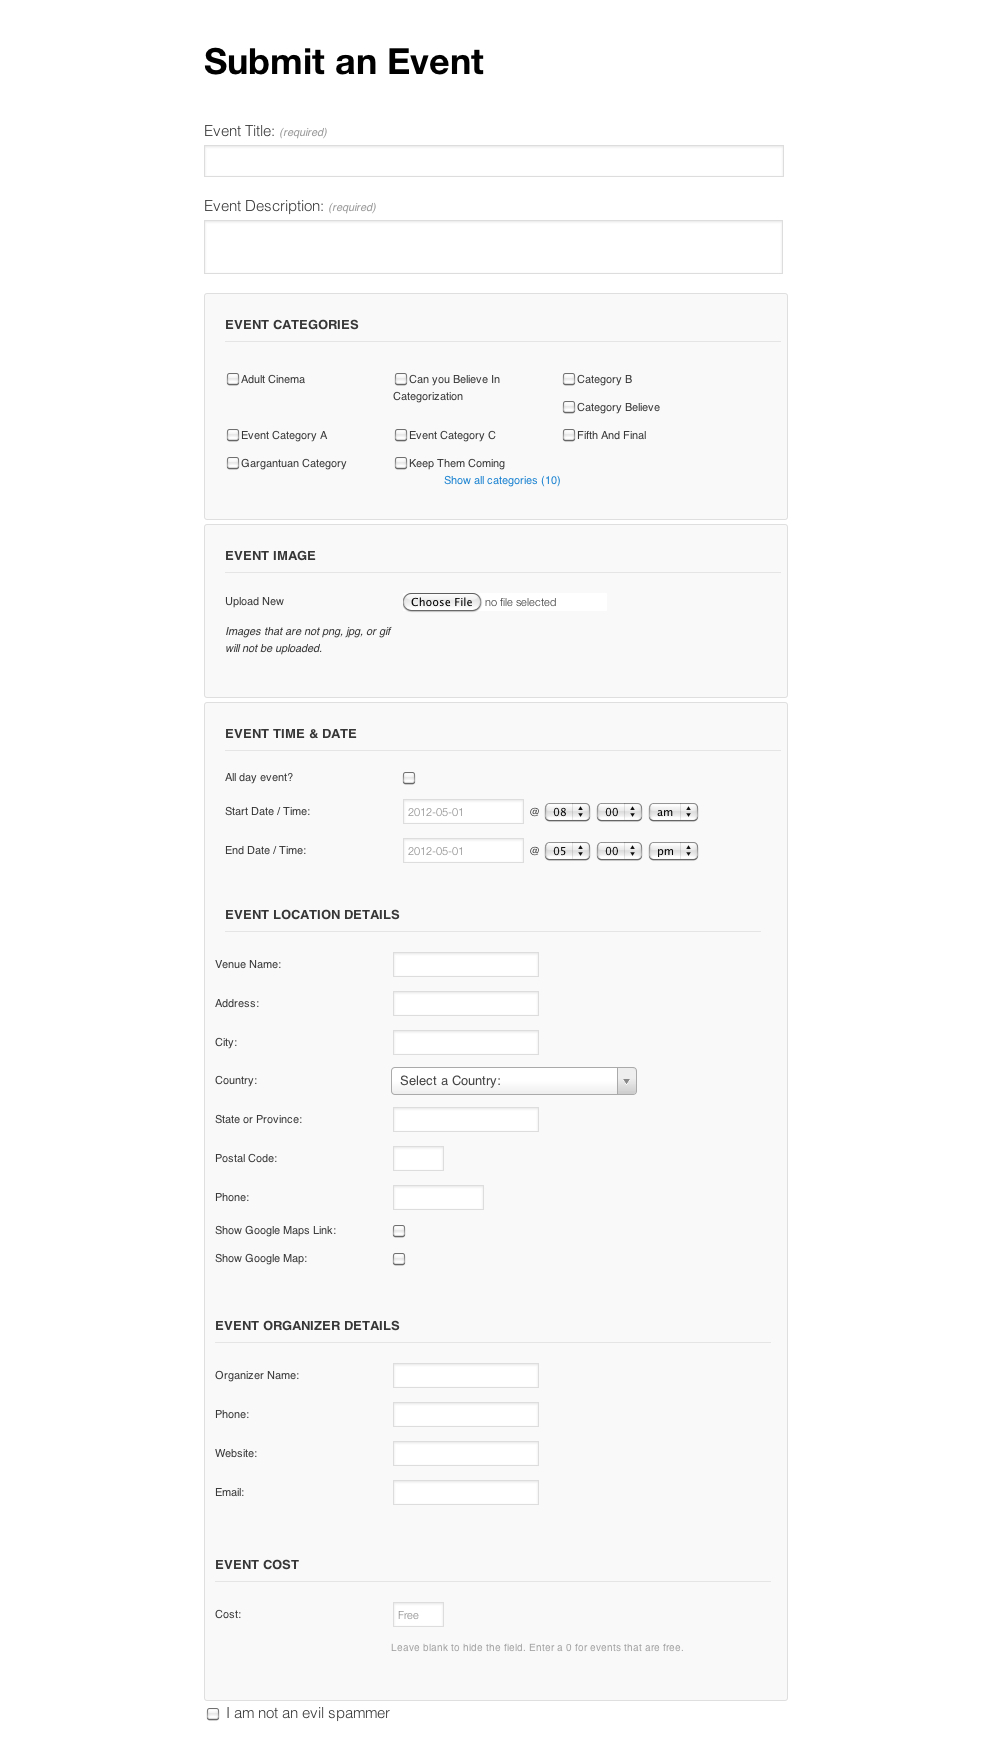 Submit an Event
Event Title: (required)
Event Description: (required)
EVENT CATEGORIES
Adult Cinema
Can you Believe In
Categorization
Category B
Category Believe
Event Category A
Event Category C
Fifth And Final
Gargantuan Category
Keep Them Coming
Show all categories (10)
EVENT IMAGE
Upload New
Choose File no file selected
Images that are not png, jpg, or gif
will not be uploaded.
EVENT TIME & DATE
All day event?
Start Date / Time: 2012-05-01 @ 08 00 am
End Date / Time: 2012-05-01 @ 05 00 pm
EVENT LOCATION DETAILS
Venue Name:
Address:
City:
Country: Select a Country:
State or Province:
Postal Code:
Phone:
Show Google Maps Link:
Show Google Map:
EVENT ORGANIZER DETAILS
Organizer Name:
Phone:
Website:
Email:
EVENT COST
Cost: Free
Leave blank to hide the field. Enter a 0 for events that are free.
I am not an evil spammer